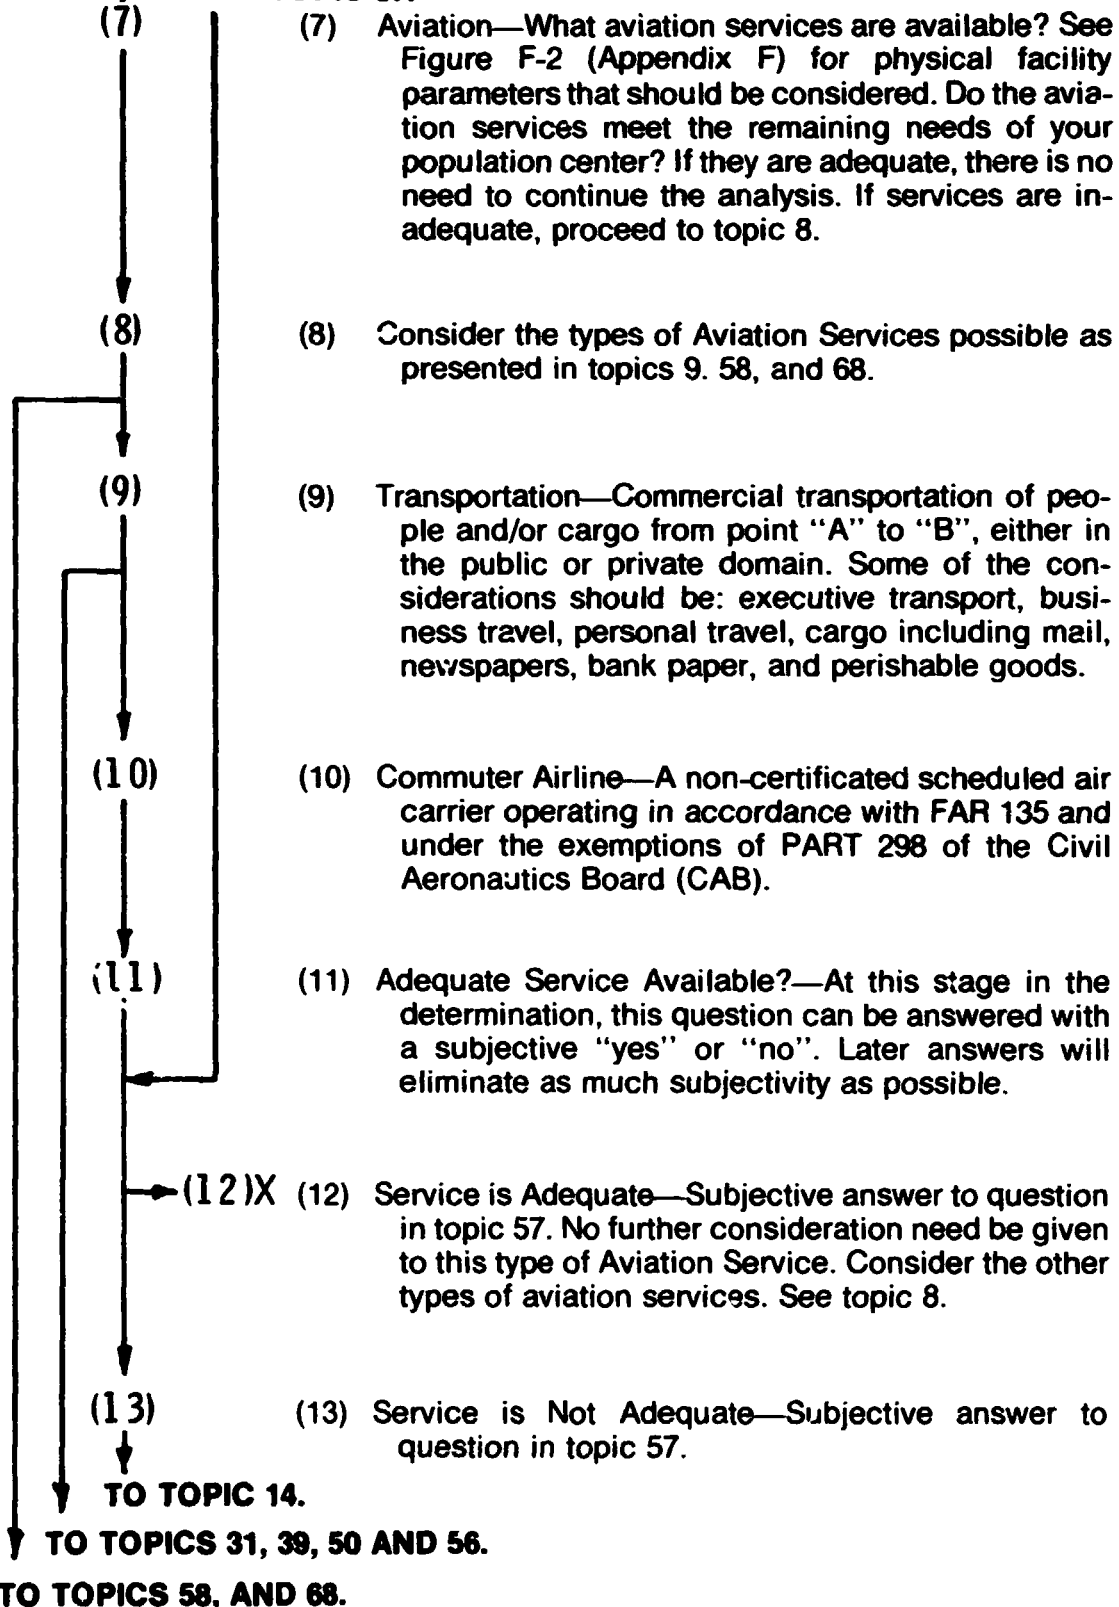 (7)
(7) Aviation—What aviation services are available? See
Figure F-2 (Appendix F) for physical facility
parameters that should be considered. Do the avia-
tion services meet the remaining needs of your
population center? If they are adequate, there is no
need to continue the analysis. If services are in-
adequate, proceed to topic 8.
(8)
(8) Consider the types of Aviation Services possible as
presented in topics 9. 58, and 68.
(9)
(9) Transportation—Commercial transportation of peo-
ple and/or cargo from point “A” to “B”, either in
the public or private domain. Some of the con-
siderations should be: executive transport, busi-
ness travel, personal travel, cargo including mail,
newspapers, bank paper, and perishable goods.
(10)
(10) Commuter Airline—A non-certificated scheduled air
carrier operating in accordance with FAR 135 and
under the exemptions of PART 298 of the Civil
Aeronautics Board (CAB).
(11)
(11) Adequate Service Available?—At this stage in the
determination, this question can be answered with
a subjective “yes” or “no”. Later answers will
eliminate as much subjectivity as possible.
(12)X
(12) Service is Adequate—Subjective answer to question
in topic 57. No further consideration need be given
to this type of Aviation Service. Consider the other
types of aviation services. See topic 8.
(13)
(13) Service is Not Adequate—Subjective answer to
question in topic 57.
TO TOPIC 14.
TO TOPICS 31, 39, 50 AND 56.
TO TOPICS 58, AND 68.